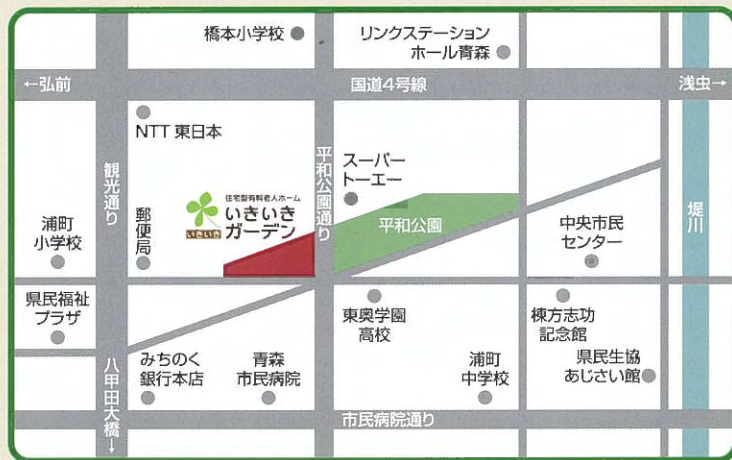 橋本小学校
リンクステーション
ホール青森
←弘前
国道4号線
浅虫→
NTT 東日本
観光通り
平和公園通り
スーパー
トーエー
住宅型有料老人ホーム
いきいき
ガーデン
いきいき
郵便局
浦町
小学校
平和公園
中央市民
センター
堤川
県民福祉
プラザ
東奥学園
高校
棟方志功
記念館
八甲田大橋→
みちのく
銀行本店
青森
市民病院
浦町
中学校
県民生協
あじさい館
市民病院通り